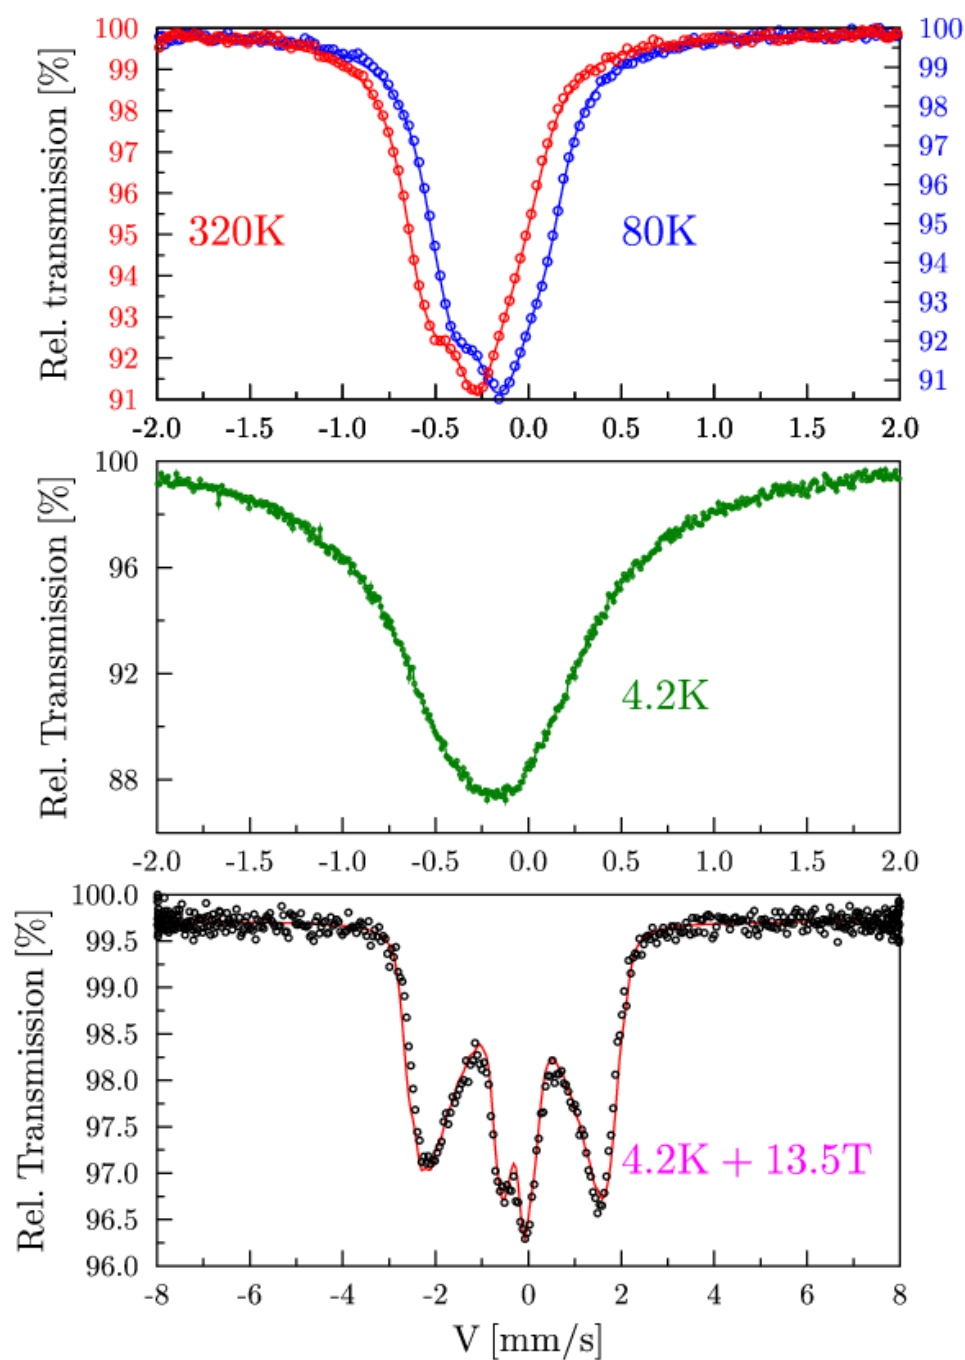 100 100
99 99
98 98
97 97
96 96
95 95
94 94
93 93
92 92
91 91
Rel. transmission [%]
320K 80K
-2.0 -1.5 -1.0 -0.5 0.0 0.5 1.0 1.5 2.0
100
96
92
88
Rel. Transmission [%]
4.2K
-2.0 -1.5 -1.0 -0.5 0.0 0.5 1.0 1.5 2.0
100.0
99.5
99.0
98.5
98.0
97.5
97.0
96.5
96.0
Rel. Transmission [%]
4.2K + 13.5T
-8 -6 -4 -2 0 2 4 6 8
V [mm/s]